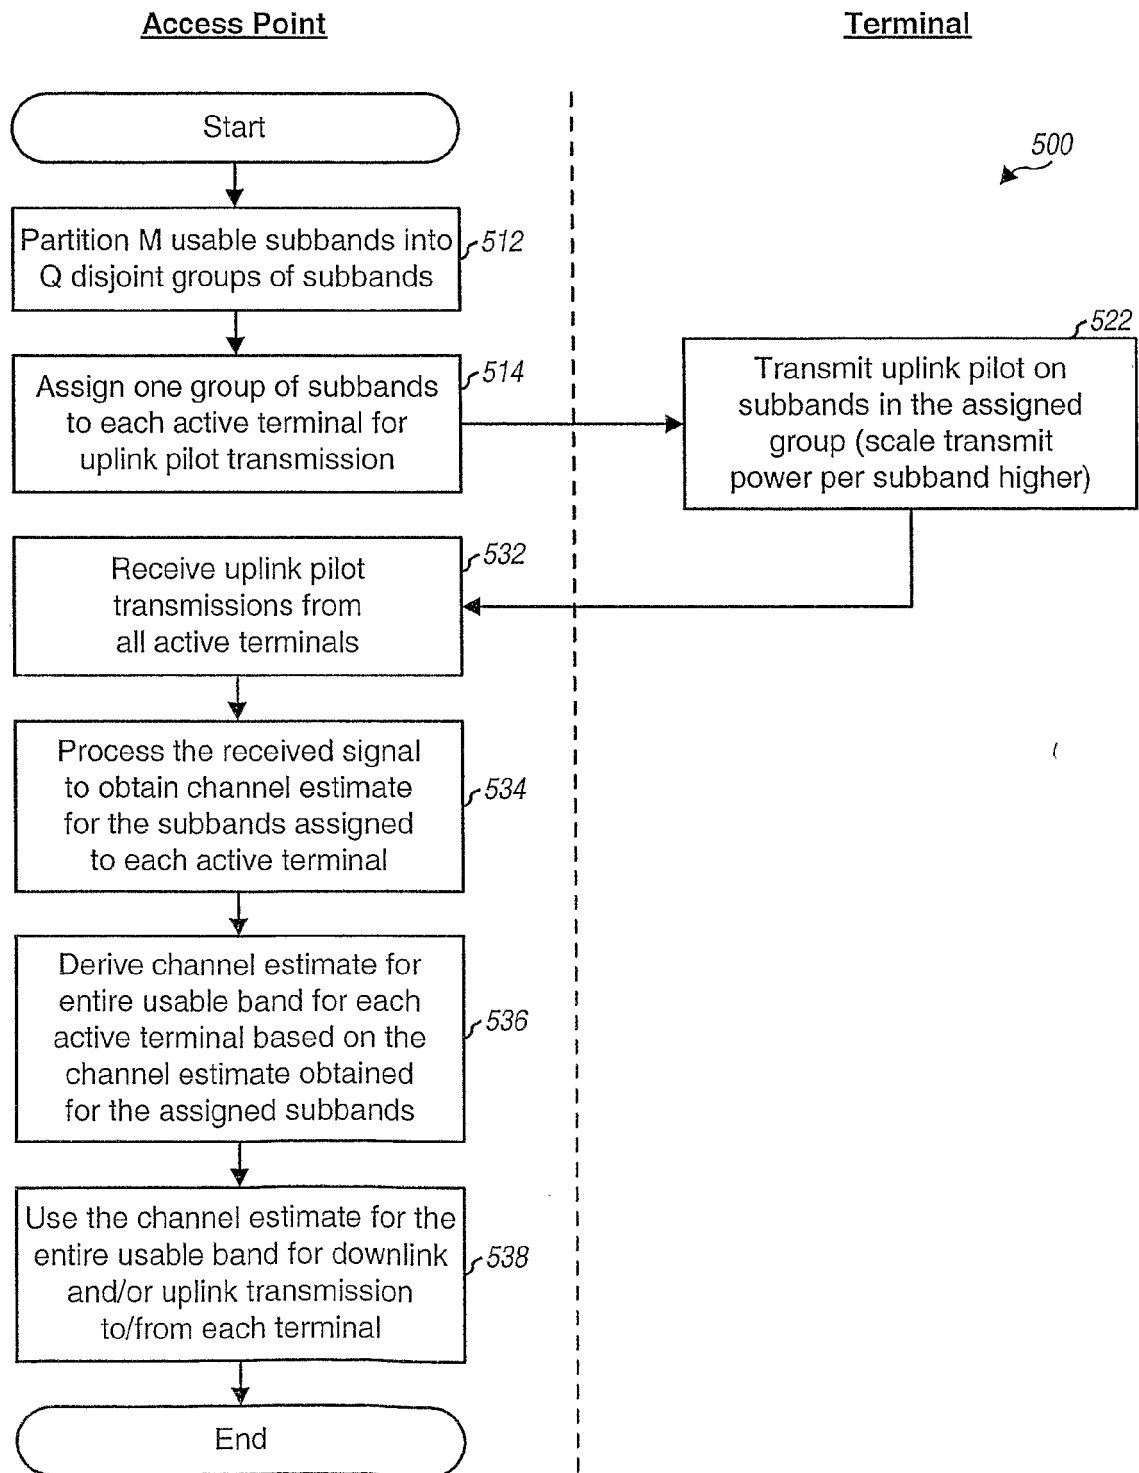 Access Point
Terminal
Start
500
Partition M usable subbands into
Q disjoint groups of subbands
512
Assign one group of subbands
to each active terminal for
uplink pilot transmission
514
522
Transmit uplink pilot on
subbands in the assigned
group (scale transmit
power per subband higher)
Receive uplink pilot
transmissions from
all active terminals
532
Process the received signal
to obtain channel estimate
for the subbands assigned
to each active terminal
534
Derive channel estimate for
entire usable band for each
active terminal based on the
channel estimate obtained
for the assigned subbands
536
Use the channel estimate for the
entire usable band for downlink
and/or uplink transmission
to/from each terminal
538
End